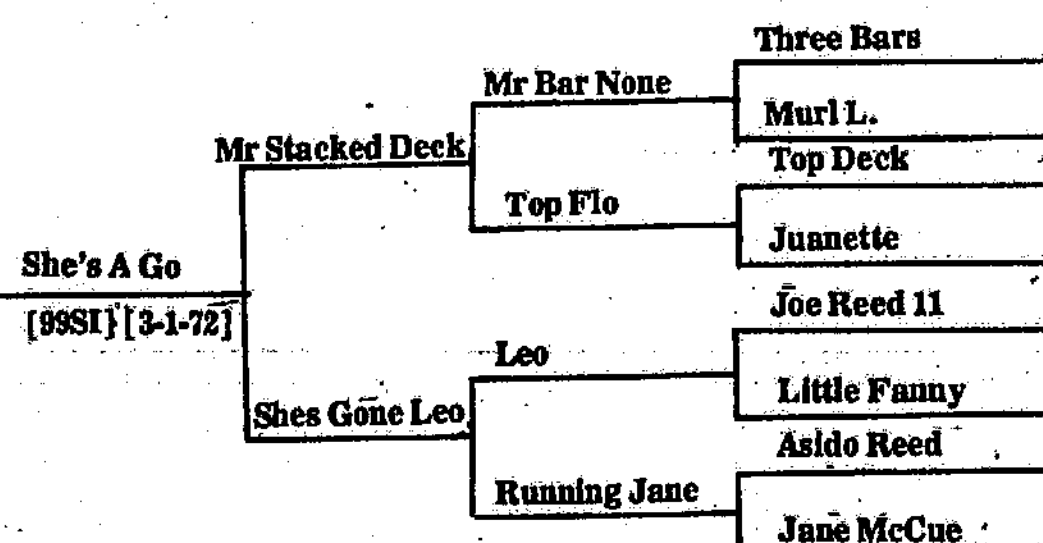 Three Bars
Mr Bar None
Murl L.
Mr Stacked Deck
Top Deck
Top Flo
Juanette
She's A Go
[99SI} [3-1-72]
Joe Reed 11
Leo
Little Fanny
Shes Gone Leo
Asido Reed
Running Jane
Jane McCue